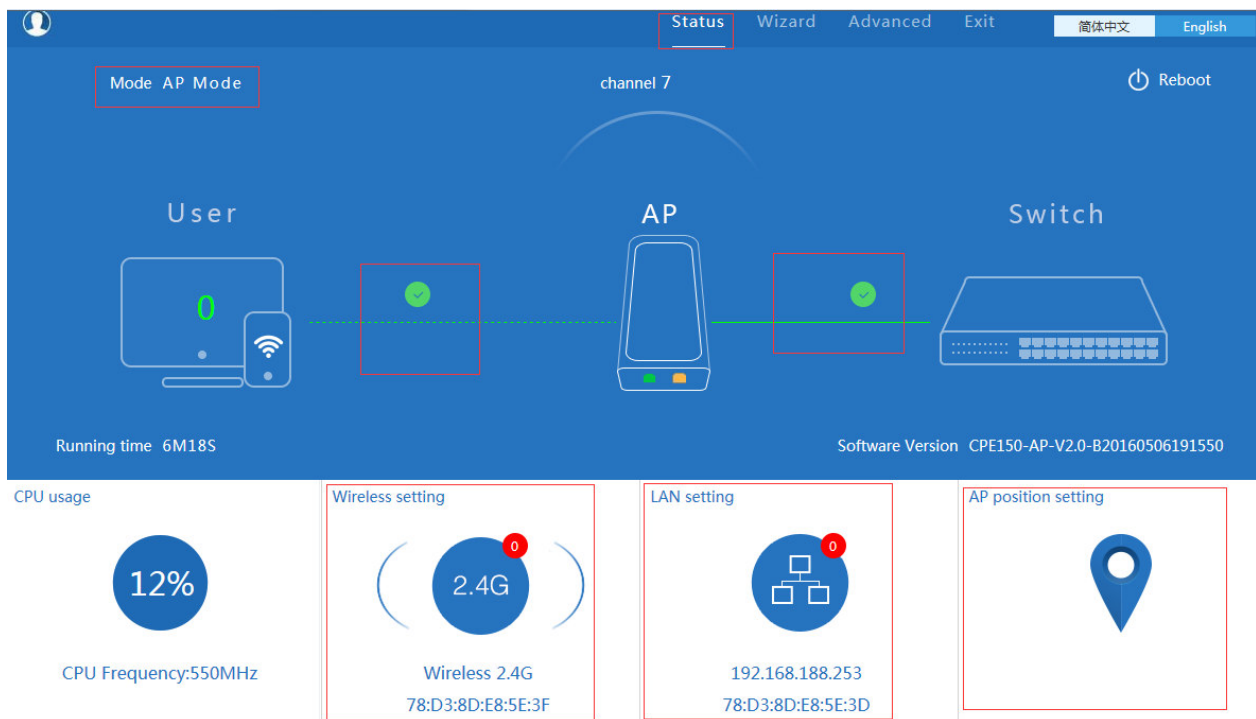 Status Wizard Advanced Exit 简体中文 English
Mode AP Mode channel 7 Reboot
User AP Switch
0
Running time 6M18S Software Version CPE150-AP-V2.0-B20160506191550
CPU usage Wireless setting LAN setting AP position setting
0 0
12% 2.4G
CPU Frequency:550MHz Wireless 2.4G 192.168.188.253
78:D3:8D:E8:5E:3F 78:D3:8D:E8:5E:3D